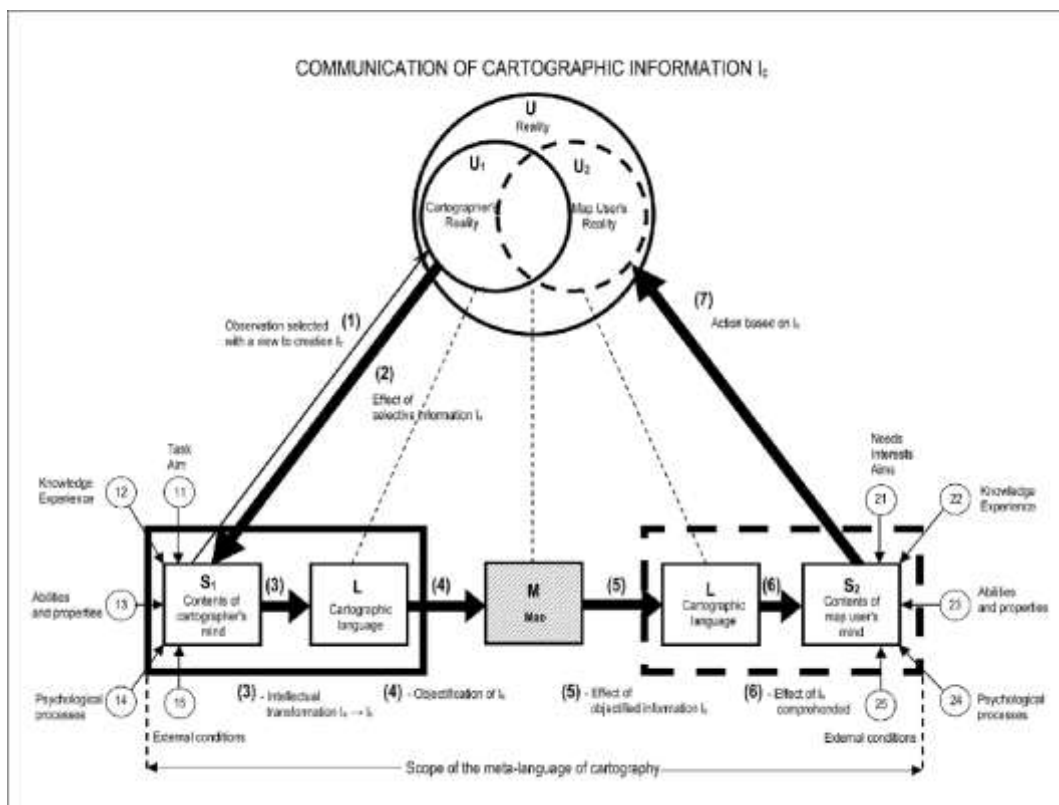 COMMUNICATION OF CARTOGRAPHIC INFORMATION Ic
U
Reality
U1
U2
Cartographer's
Reality
Map User's
Reality
(1)
Observation selected
with a view to creation Ic
(2)
Effect of
selective information
(7)
Action based on Ic
Task
Aim
Knowledge
Experience
12
11
Needs
Interests
Aims
21
22
Knowledge
Experience
Abilities
and properties
13
S1
Contents of
cartographer's
mind
(3)
L
Cartographic
language
(4)
M
Map
(5)
L
Cartographic
language
(6)
S2
Contents of
map user's
mind
23
Abilities
and properties
Psychological
processes
14
15
External conditions
(3) - Intellectual
transformation
(4) - Objectification of
(5) - Effect of
objectified information
(6) - Effect of
comprehended
25
External conditions
24
Psychological
processes
Scope of the meta-language of cartography